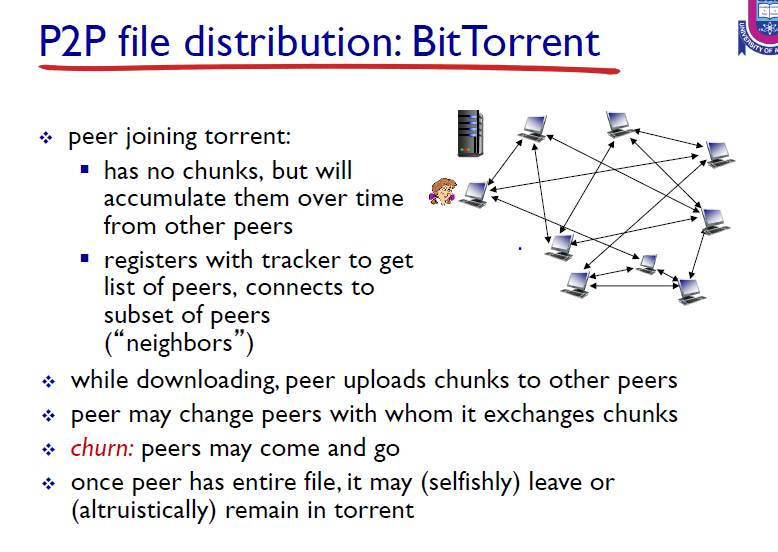 P2P file distribution: BitTorrent
UNIVERSITY OF A
❖ peer joining torrent:
▪ has no chunks, but will
accumulate them over time
from other peers
▪ registers with tracker to get
list of peers, connects to
subset of peers
(“neighbors”)
❖ while downloading, peer uploads chunks to other peers
❖ peer may change peers with whom it exchanges chunks
❖ churn: peers may come and go
❖ once peer has entire file, it may (selfishly) leave or
(altruistically) remain in torrent